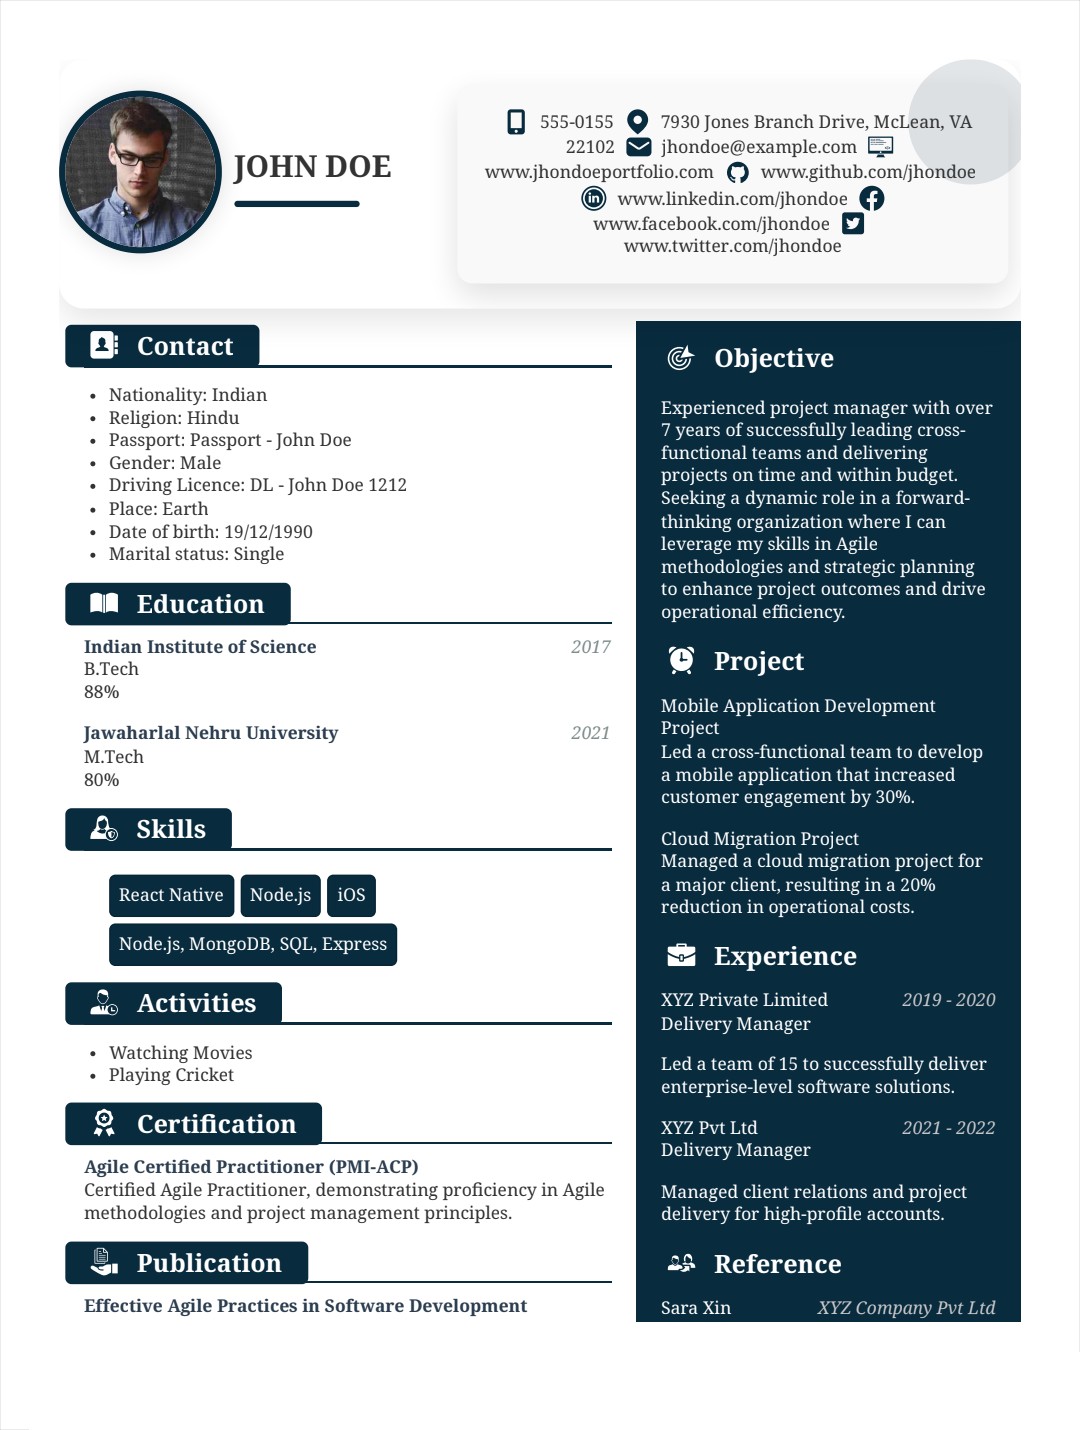 JOHN DOE
555-0155 7930 Jones Branch Drive, McLean, VA
22102 jhondoe@example.com
www.jhondoeportfolio.com www.github.com/jhondoe
www.linkedin.com/jhondoe
www.facebook.com/jhondoe
www.twitter.com/jhondoe
Contact
• Nationality: Indian
• Religion: Hindu
• Passport: Passport - John Doe
• Gender: Male
• Driving Licence: DL - John Doe 1212
• Place: Earth
• Date of birth: 19/12/1990
• Marital status: Single
Education
Indian Institute of Science 2017
B.Tech
88%
Jawaharlal Nehru University 2021
M.Tech
80%
Skills
React Native Node.js iOS
Node.js, MongoDB, SQL, Express
Activities
• Watching Movies
• Playing Cricket
Certification
Agile Certified Practitioner (PMI-ACP)
Certified Agile Practitioner, demonstrating proficiency in Agile
methodologies and project management principles.
Publication
Effective Agile Practices in Software Development
Objective
Experienced project manager with over
7 years of successfully leading cross-
functional teams and delivering
projects on time and within budget.
Seeking a dynamic role in a forward-
thinking organization where I can
leverage my skills in Agile
methodologies and strategic planning
to enhance project outcomes and drive
operational efficiency.
Project
Mobile Application Development
Project
Led a cross-functional team to develop
a mobile application that increased
customer engagement by 30%.
Cloud Migration Project
Managed a cloud migration project for
a major client, resulting in a 20%
reduction in operational costs.
Experience
XYZ Private Limited 2019 - 2020
Delivery Manager
Led a team of 15 to successfully deliver
enterprise-level software solutions.
XYZ Pvt Ltd 2021 - 2022
Delivery Manager
Managed client relations and project
delivery for high-profile accounts.
Reference
Sara Xin XYZ Company Pvt Ltd